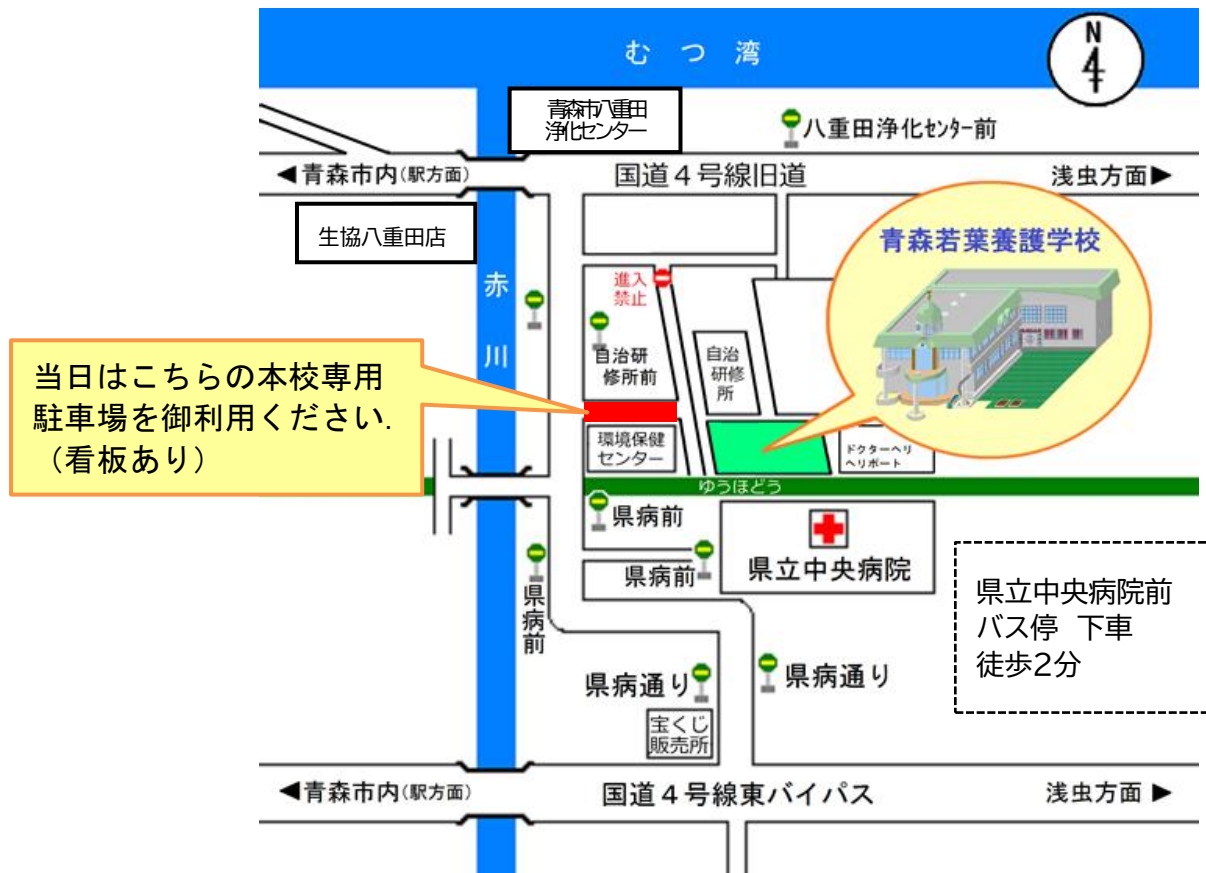 むつ湾
N
青森市八重田
浄化センター
八重田浄化センター前
◀青森市内(駅方面)
国道４号線旧道
浅虫方面▶
生協八重田店
青森若葉養護学校
赤川
進入
禁止
自治研
修所前
自治
研修
所
当日はこちらの本校専用
駐車場を御利用ください.
（看板あり）
環境保健
センター
ドクターヘリ
ヘリポート
ゆうほどう
県病前
県病前
県立中央病院
県病前
県立中央病院前
バス停 下車
徒歩2分
県病通り
県病通り
宝くじ
販売所
◀青森市内(駅方面)
国道４号線東バイパス
浅虫方面▶